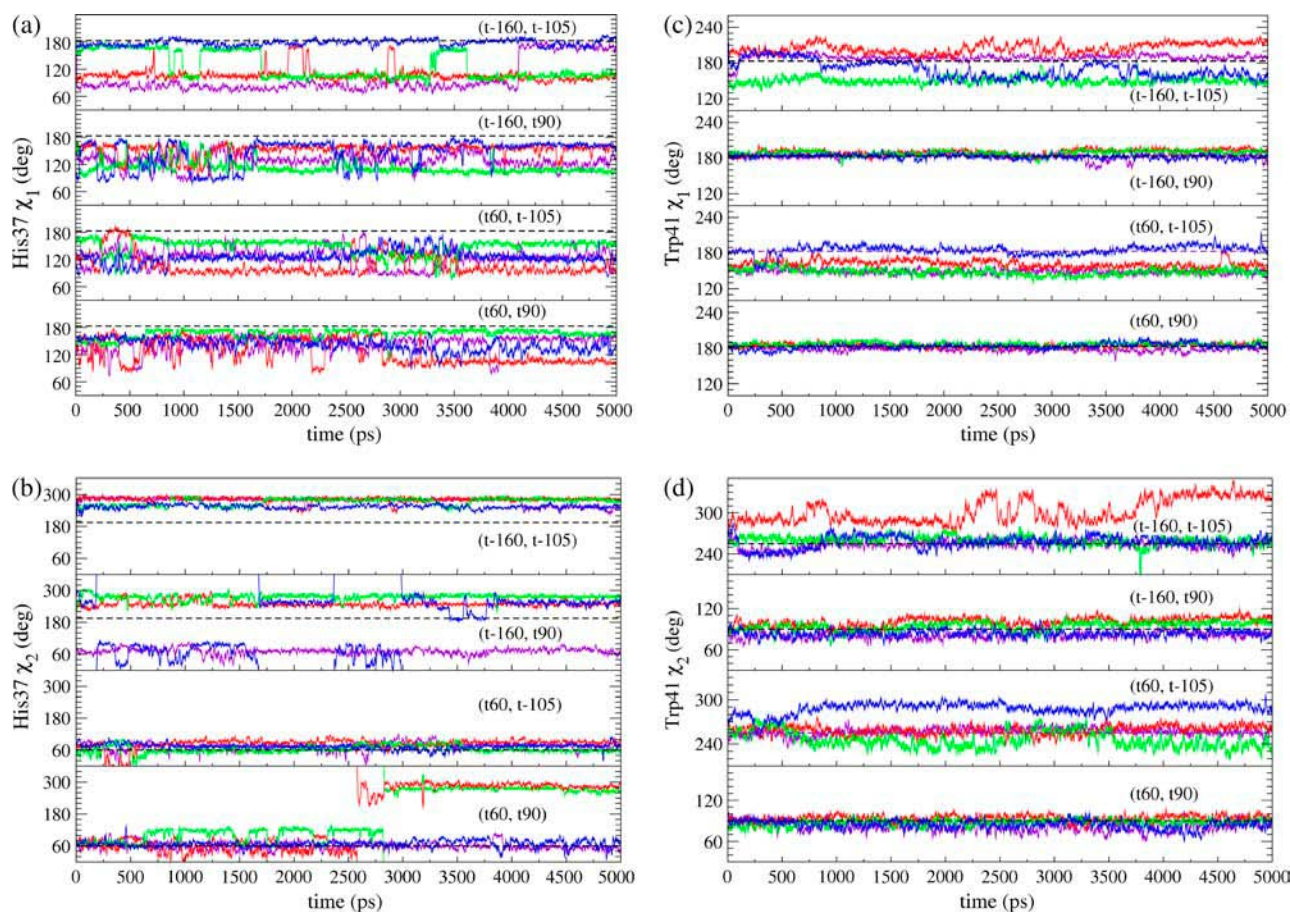 (a)
(t-160, t-105)
180
120
60
(t-160, t90)
180
120
60
(t60, t-105)
180
120
60
(t60, t90)
180
120
60
His37 χ1 (deg)
0 500 1000 1500 2000 2500 3000 3500 4000 4500 5000
time (ps)
(c)
240
180
120
(t-160, t-105)
240
180
120
(t-160, t90)
240
(t60, t-105)
180
120
240
(t60, t90)
180
120
Trp41 χ1 (deg)
0 500 1000 1500 2000 2500 3000 3500 4000 4500 5000
time (ps)
(b)
300
180
60
(t-160, t-105)
300
180
(t-160, t90)
60
300
(t60, t-105)
180
60
300
180
(t60, t90)
60
His37 χ2 (deg)
0 500 1000 1500 2000 2500 3000 3500 4000 4500 5000
time (ps)
(d)
300
(t-160, t-105)
240
(t-160, t90)
120
60
(t60, t-105)
300
240
(t60, t90)
120
60
Trp41 χ2 (deg)
0 500 1000 1500 2000 2500 3000 3500 4000 4500 5000
time (ps)